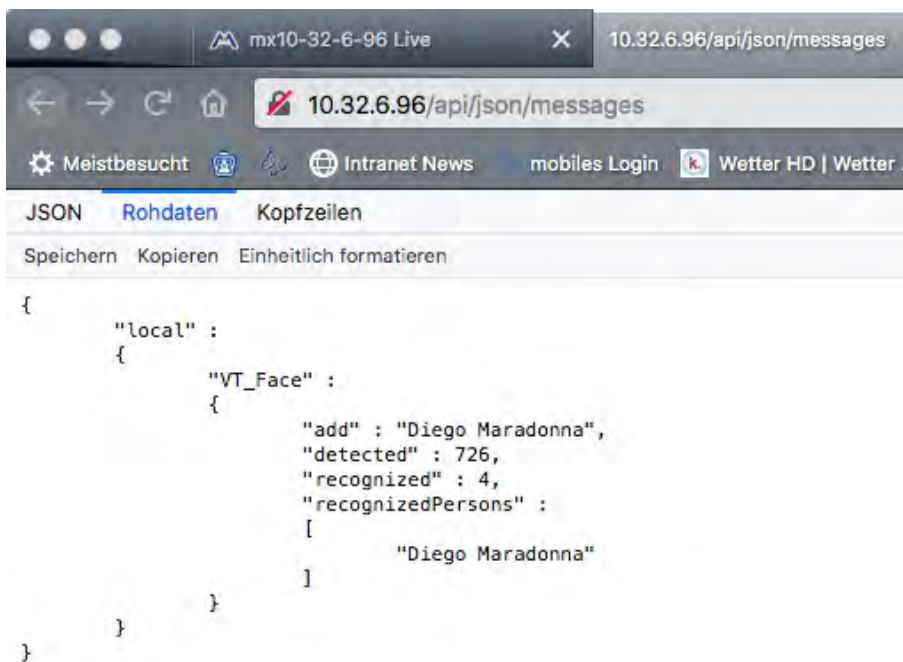 mx10-32-6-96 Live 10.32.6.96/api/json/messages
10.32.6.96/api/json/messages
Meistbesucht Intranet News mobiles Login k. Wetter HD | Wetter
JSON Rohdaten Kopfzeilen
Speichern Kopieren Einheitlich formatieren
{
"local" :
{
"VT_Face" :
{
"add" : "Diego Maradonna",
"detected" : 726,
"recognized" : 4,
"recognizedPersons" :
[
"Diego Maradonna"
]
}
}
}